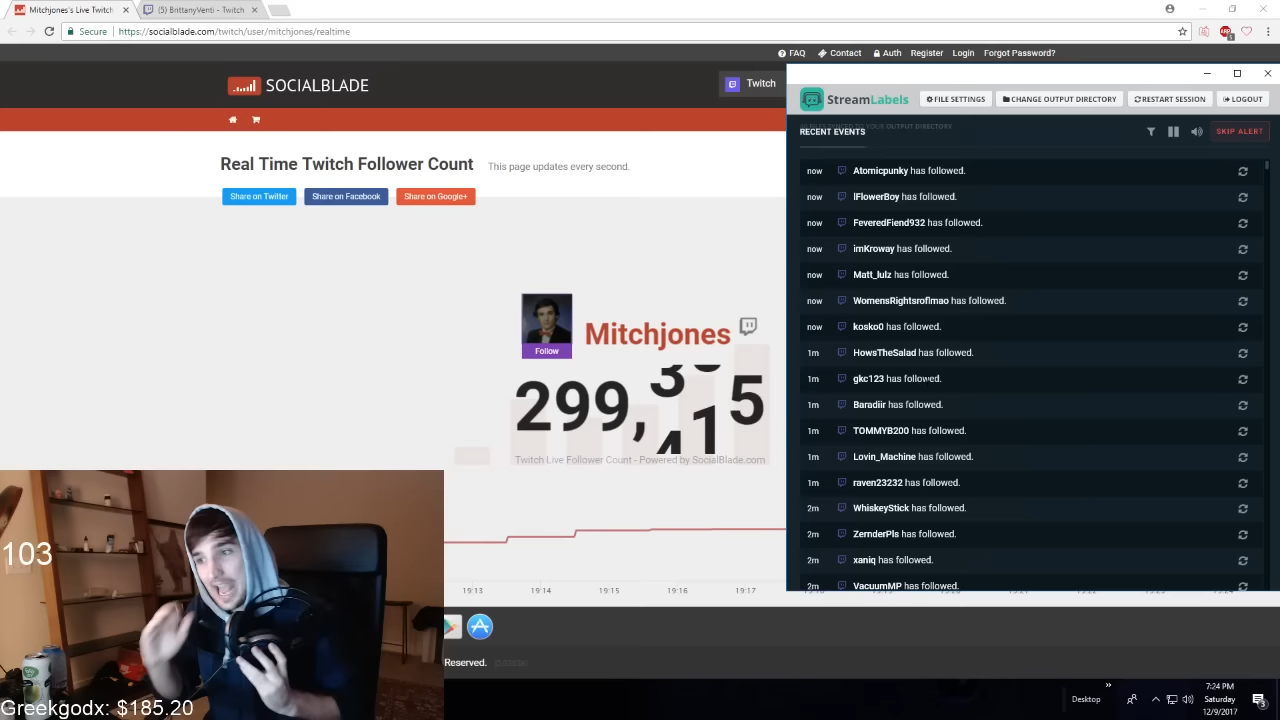 Mitchjones's Live Twitch
(5) BrittanyVenti - Twitch
Secure https://socialblade.com/twitch/user/mitchjones/realtime
FAQ Contact Auth Register Login Forgot Password?
SOCIALBLADE
Twitch
Real Time Twitch Follower Count
This page updates every second.
Share on Twitter
Share on Facebook
Share on Google+
Follow
Mitchjones
299,
15
Twitch Live Follower Count - Powered by SocialBlade.com
19:13 19:14 19:15 19:16 19:17
Reserved.
StreamLabels
FILE SETTINGS
CHANGE OUTPUT DIRECTORY
RESTART SESSION
LOGOUT
RECENT EVENTS
SKIP ALERT
now Atomicpunky has followed.
now lFlowerBoy has followed.
now FeveredFiend932 has followed.
now imKroway has followed.
now Matt_lulz has followed.
now WomensRightsroflmao has followed.
now kosko0 has followed.
1m HowsTheSalad has followed.
1m gkc123 has followed.
1m Baradiir has followed.
1m TOMMYB200 has followed.
1m Lovin_Machine has followed.
1m raven23232 has followed.
2m WhiskeyStick has followed.
2m ZernderPls has followed.
2m xaniq has followed.
2m VacuumMP has followed.
103
Greekgodx: $185.20
Desktop
»
7:24 PM
Saturday
12/9/2017
3